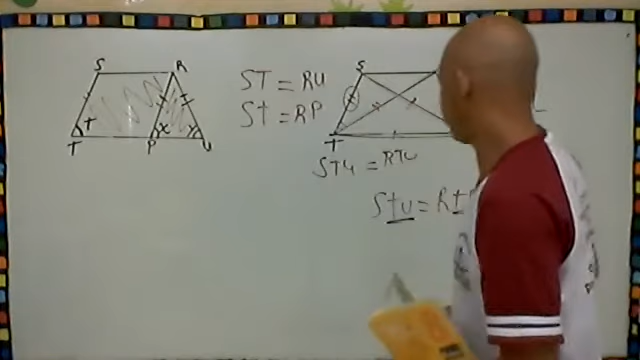 S R
t x y
T P U
ST = RU
St = RP
S
T
STU = RTU
Stu = Rt